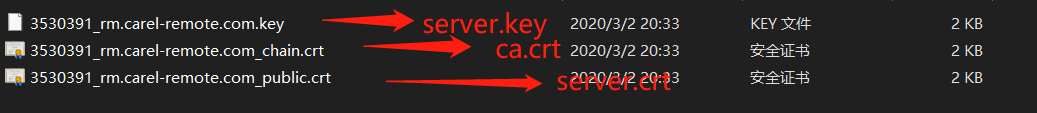 3530391_rm.carel-remote.com.key server.key 2020/3/2 20:33 KEY 文件 2 KB
3530391_rm.carel-remote.com_chain.crt ca.crt 2020/3/2 20:33 安全证书 2 KB
3530391_rm.carel-remote.com_public.crt server.crt 2020/3/2 20:33 安全证书 2 KB